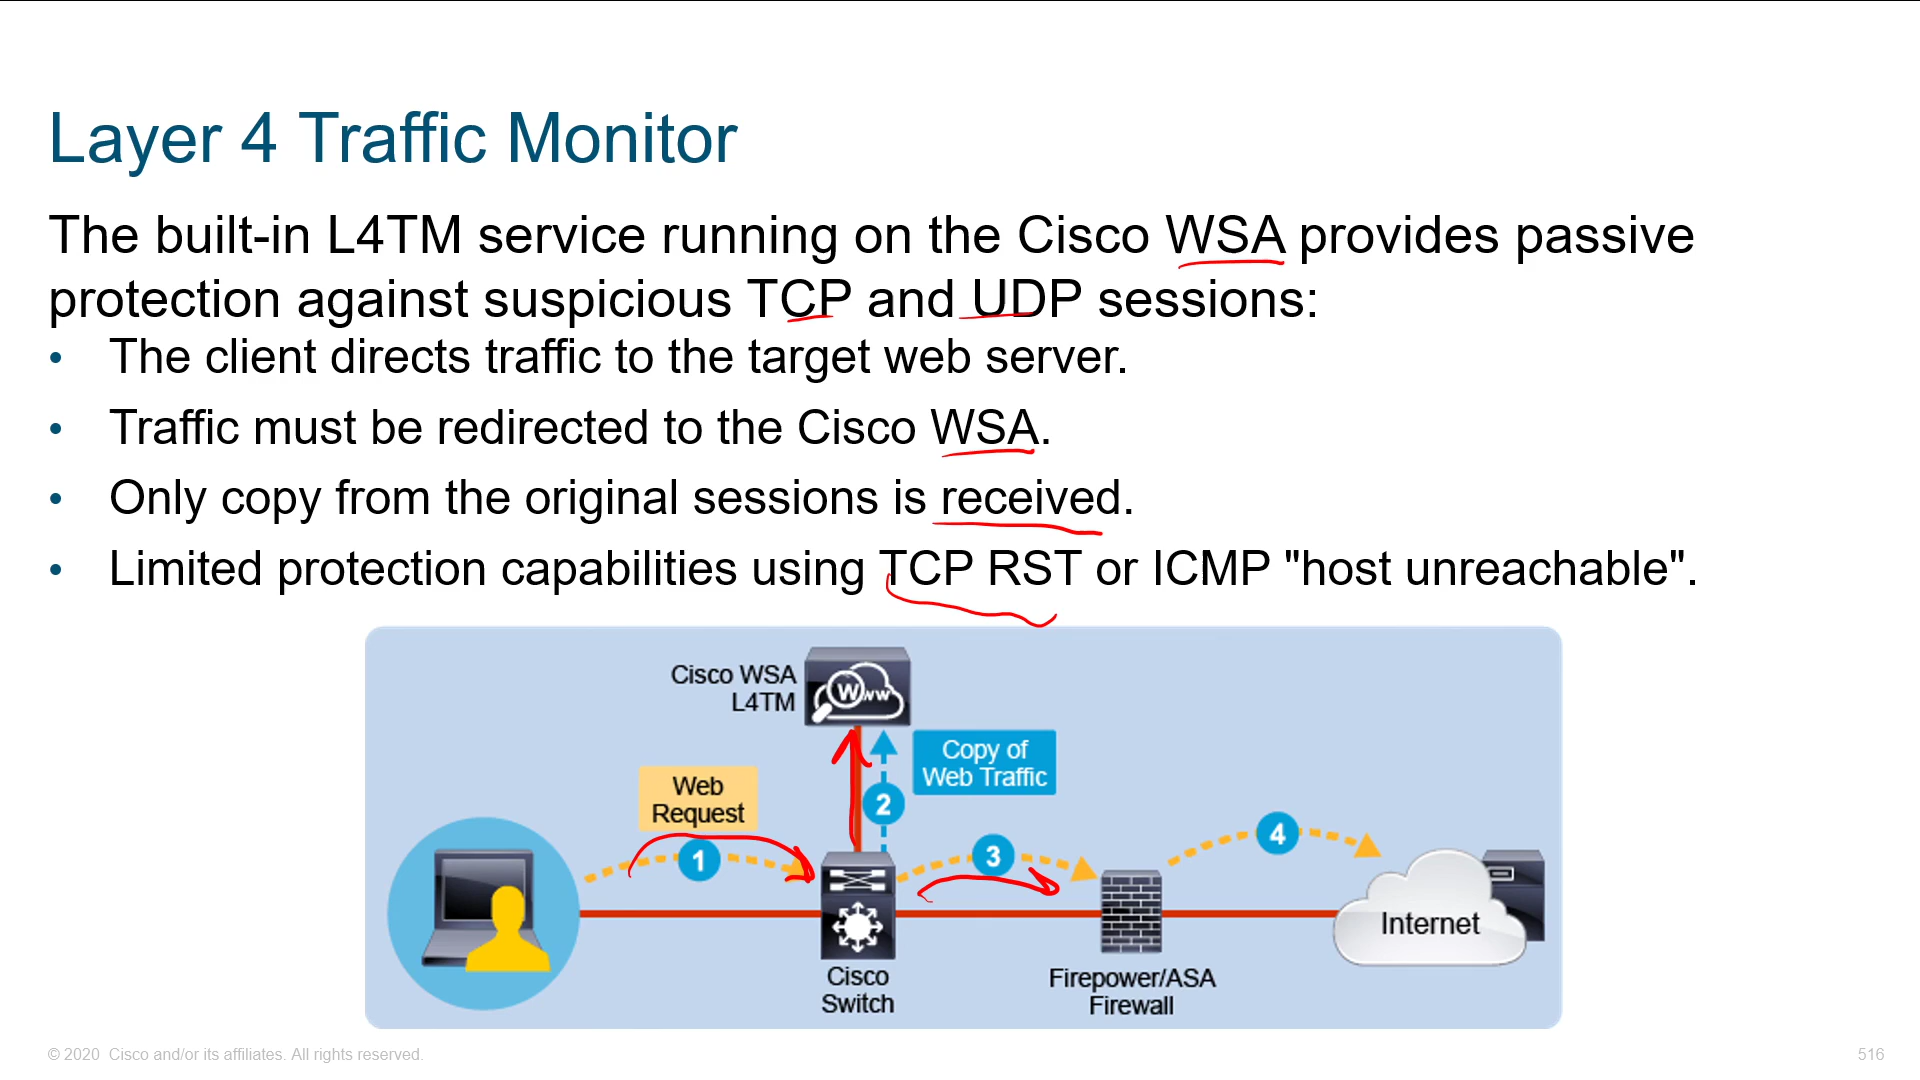 Layer 4 Traffic Monitor
The built-in L4TM service running on the Cisco WSA provides passive
protection against suspicious TCP and UDP sessions:
• The client directs traffic to the target web server.
• Traffic must be redirected to the Cisco WSA.
• Only copy from the original sessions is received.
• Limited protection capabilities using TCP RST or ICMP "host unreachable".
Cisco WSA
L4TM
Www
Copy of
Web Traffic
Web
Request
2
1
3
4
Internet
Cisco
Switch
Firepower/ASA
Firewall
© 2020 Cisco and/or its affiliates. All rights reserved.
516